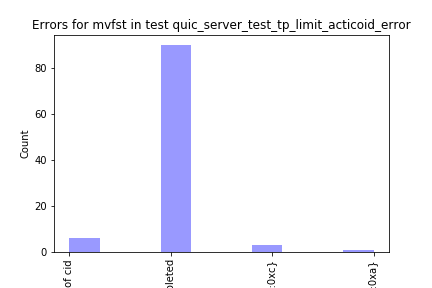 Errors for mvfst in test quic_server_test_tp_limit_acticoid_error
Count
80
60
40
20
0
of cid
pleted
:0xc}
:0xa}